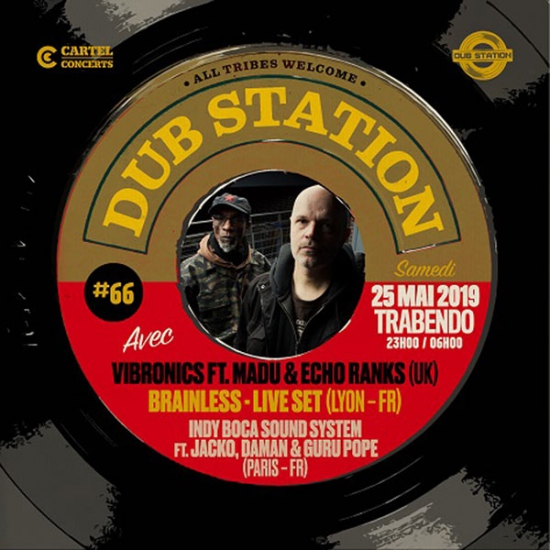 CARTEL
CONCERTS
DUB STATION
• ALL TRIBES WELCOME •
DUB STATION
#66
Samedi
25 MAI 2019
TRABENDO
23H00 / 06H00
Avec
VIBRONICS FT. MADU & ECHO RANKS (UK)
BRAINLESS - LIVE SET (LYON – FR)
INDY BOCA SOUND SYSTEM
FT. JACKO, DAMAN & GURU POPE
(PARIS – FR)